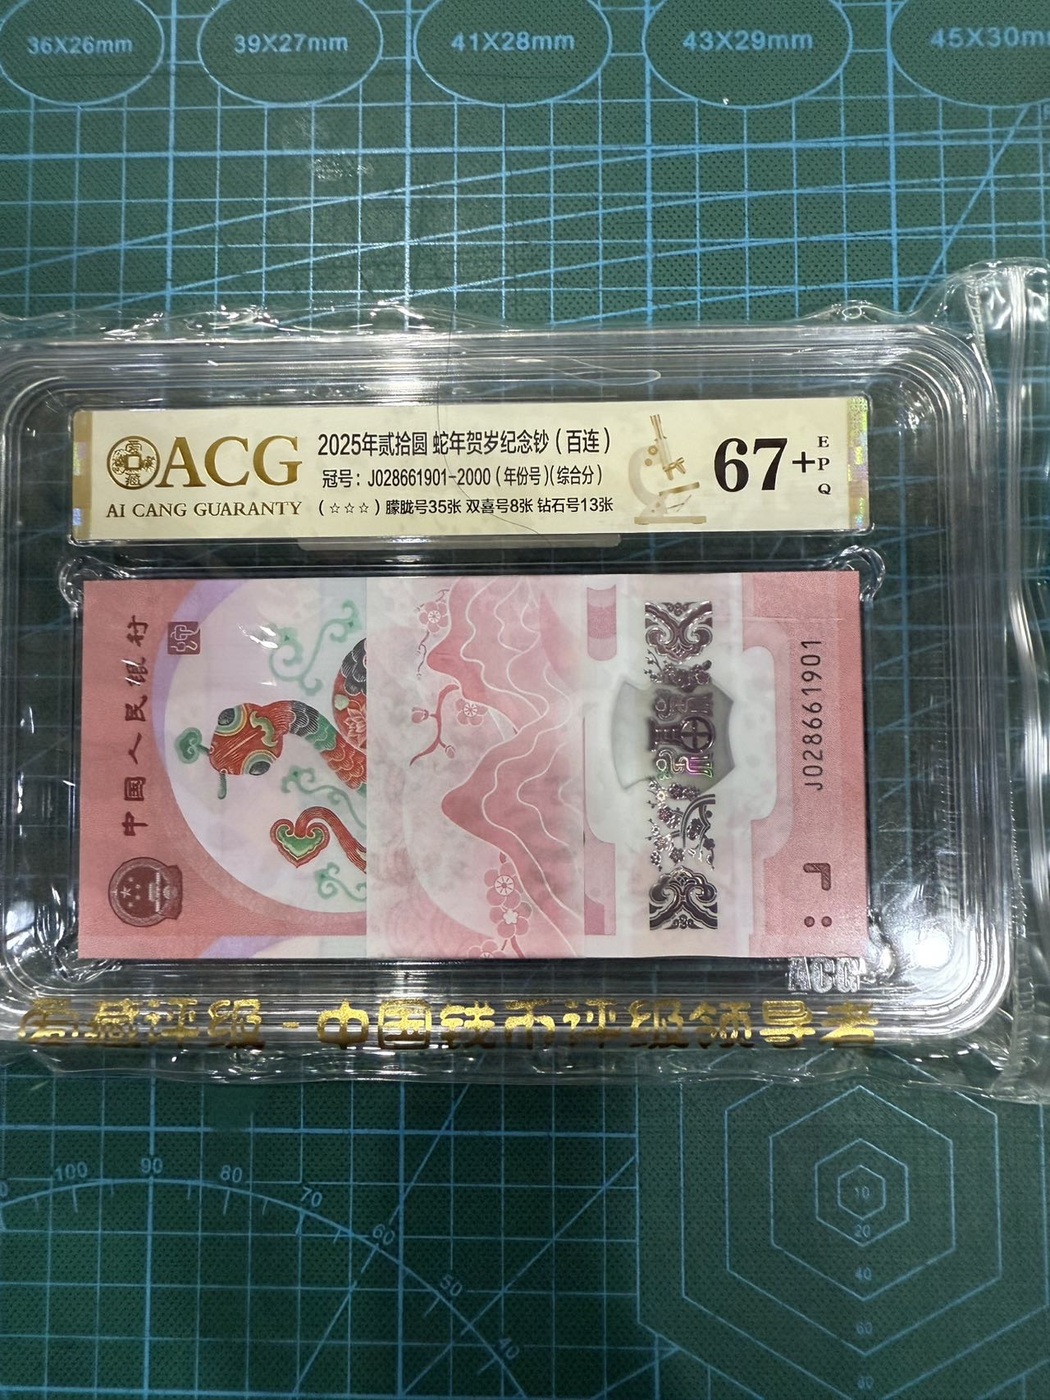 36X26mm
39X27mm
41X28mm
43X29mm
45X30mm
ACG
AI CANG GUARANTY
2025年贰拾圆 蛇年贺岁纪念钞(百连)
冠号: J028661901-2000(年份号)(综合分)
(☆☆☆) 朦胧号35张 双喜号8张 钻石号13张
67+
EPQ
中国人民银行
J028661901
ACG
爱藏评级·中国钱币评级领导者
100
90
80
70
60
50
40
10
20
40
60
80